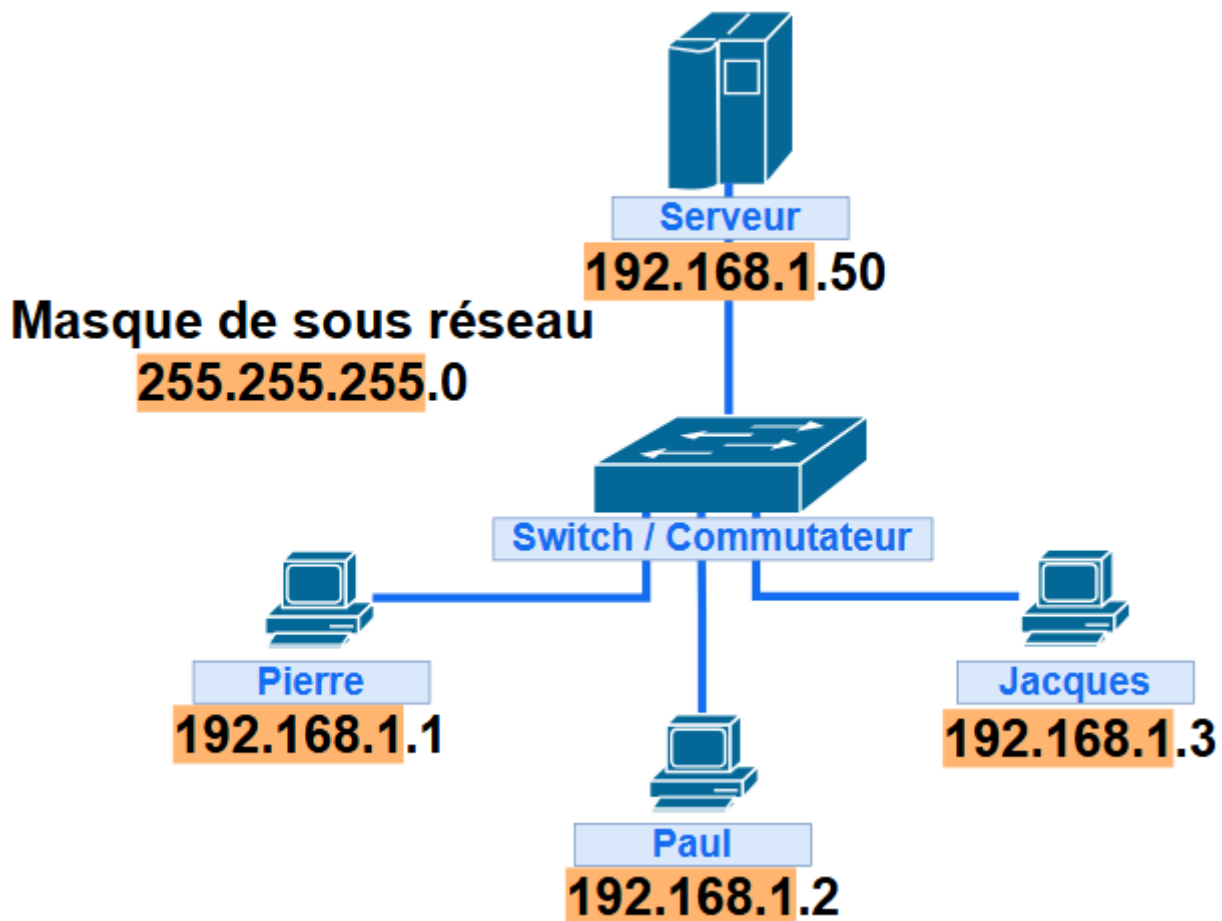 Serveur
192.168.1.50
Masque de sous réseau
255.255.255.0
Switch / Commutateur
Pierre
192.168.1.1
Jacques
192.168.1.3
Paul
192.168.1.2